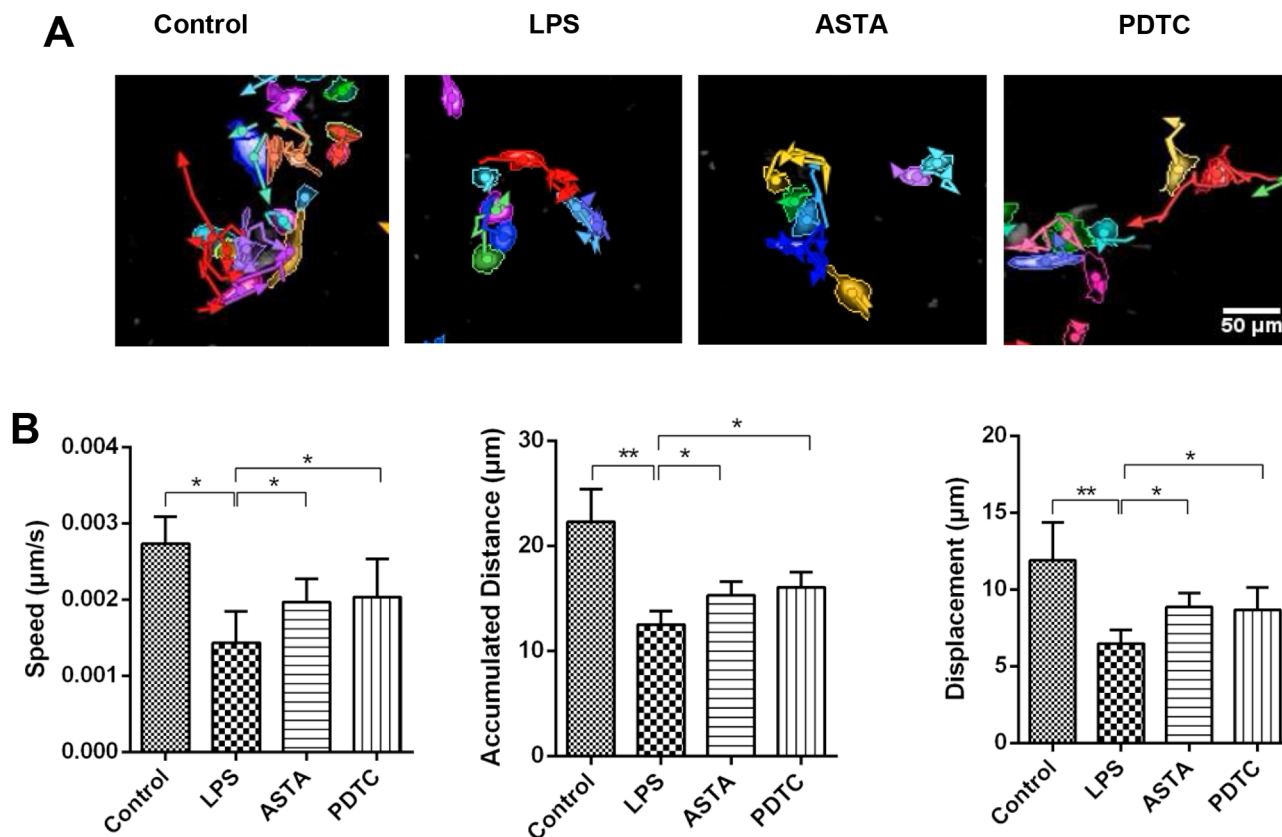 A
Control
LPS
ASTA
PDTC
50 μm
B
Speed (μm/s)
0.004
0.003
0.002
0.001
0.000
*
*
*
Control
LPS
ASTA
PDTC
Accumulated Distance (μm)
30
20
10
0
**
*
*
Control
LPS
ASTA
PDTC
Displacement (μm)
20
15
10
5
0
**
*
*
Control
LPS
ASTA
PDTC